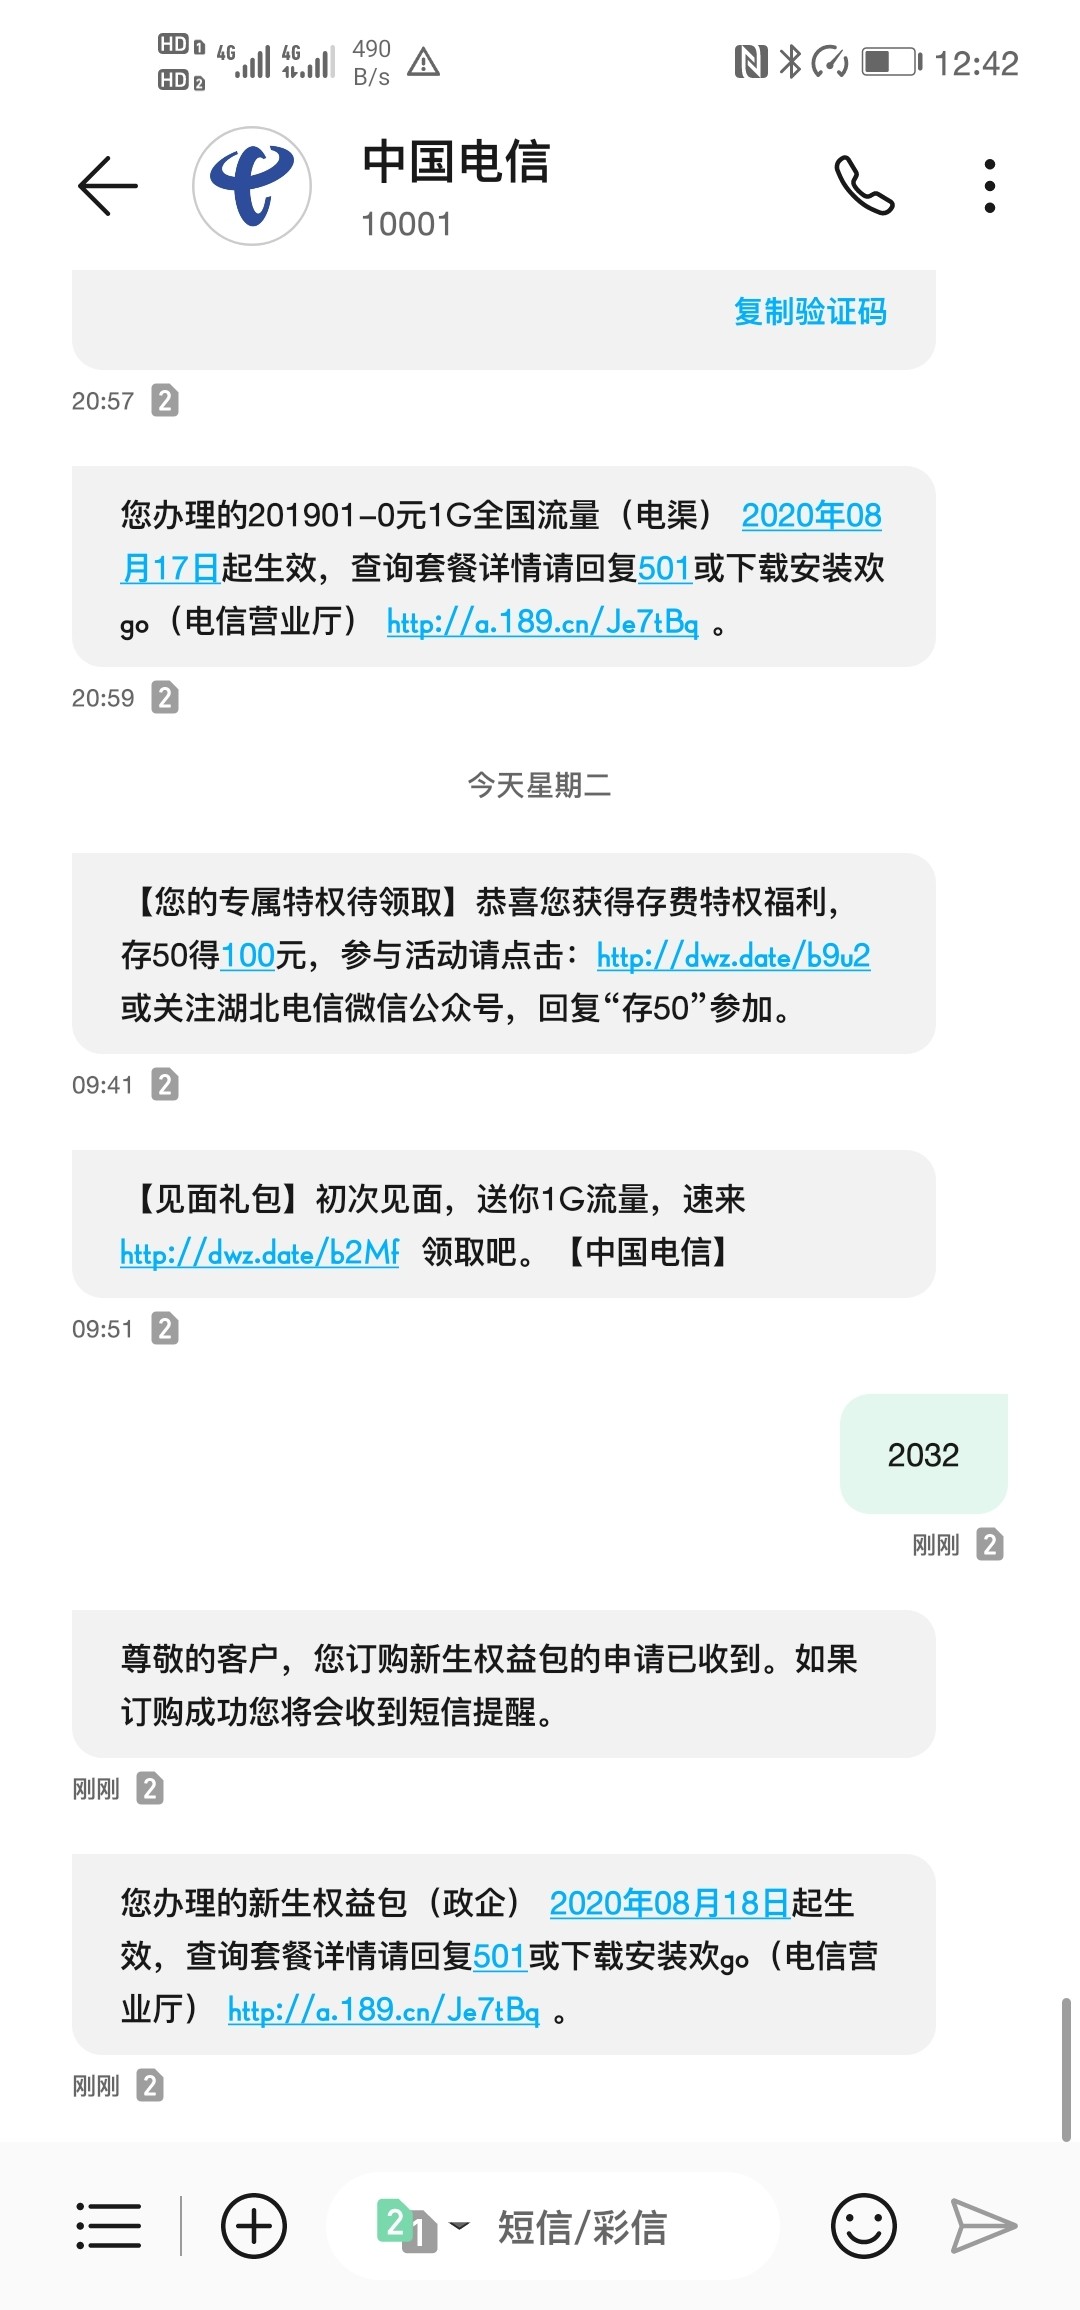 HD 1 4G 4G 490 12:42
HD 2 B/s
中国电信
10001
复制验证码
20:57 2
您办理的201901-0元1G全国流量（电渠） 2020年08
月17日起生效，查询套餐详情请回复501或下载安装欢
go（电信营业厅） http://a.189.cn/Je7tBq 。
20:59 2
今天星期二
【您的专属特权待领取】恭喜您获得存费特权福利，
存50得100元，参与活动请点击：http://dwz.date/b9u2
或关注湖北电信微信公众号，回复“存50”参加。
09:41 2
【见面礼包】初次见面，送你1G流量，速来
http://dwz.date/b2Mf 领取吧。【中国电信】
09:51 2
2032
刚刚 2
尊敬的客户，您订购新生权益包的申请已收到。如果
订购成功您将会收到短信提醒。
刚刚 2
您办理的新生权益包（政企） 2020年08月18日起生
效，查询套餐详情请回复501或下载安装欢go（电信营
业厅） http://a.189.cn/Je7tBq 。
刚刚 2
2 1 短信/彩信